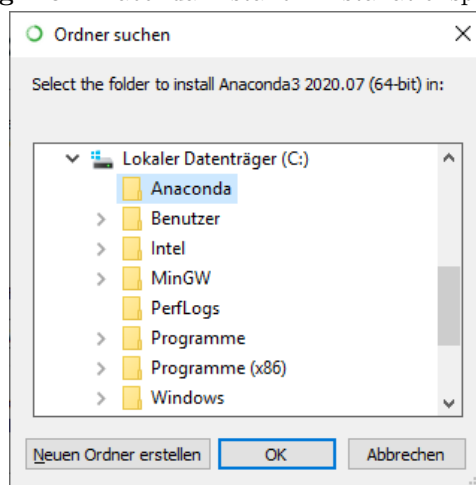 Ordner suchen
Select the folder to install Anaconda3 2020.07 (64-bit) in:
Lokaler Datenträger (C:)
Anaconda
Benutzer
Intel
MinGW
PerfLogs
Programme
Programme (x86)
Windows
Neuen Ordner erstellen OK Abbrechen